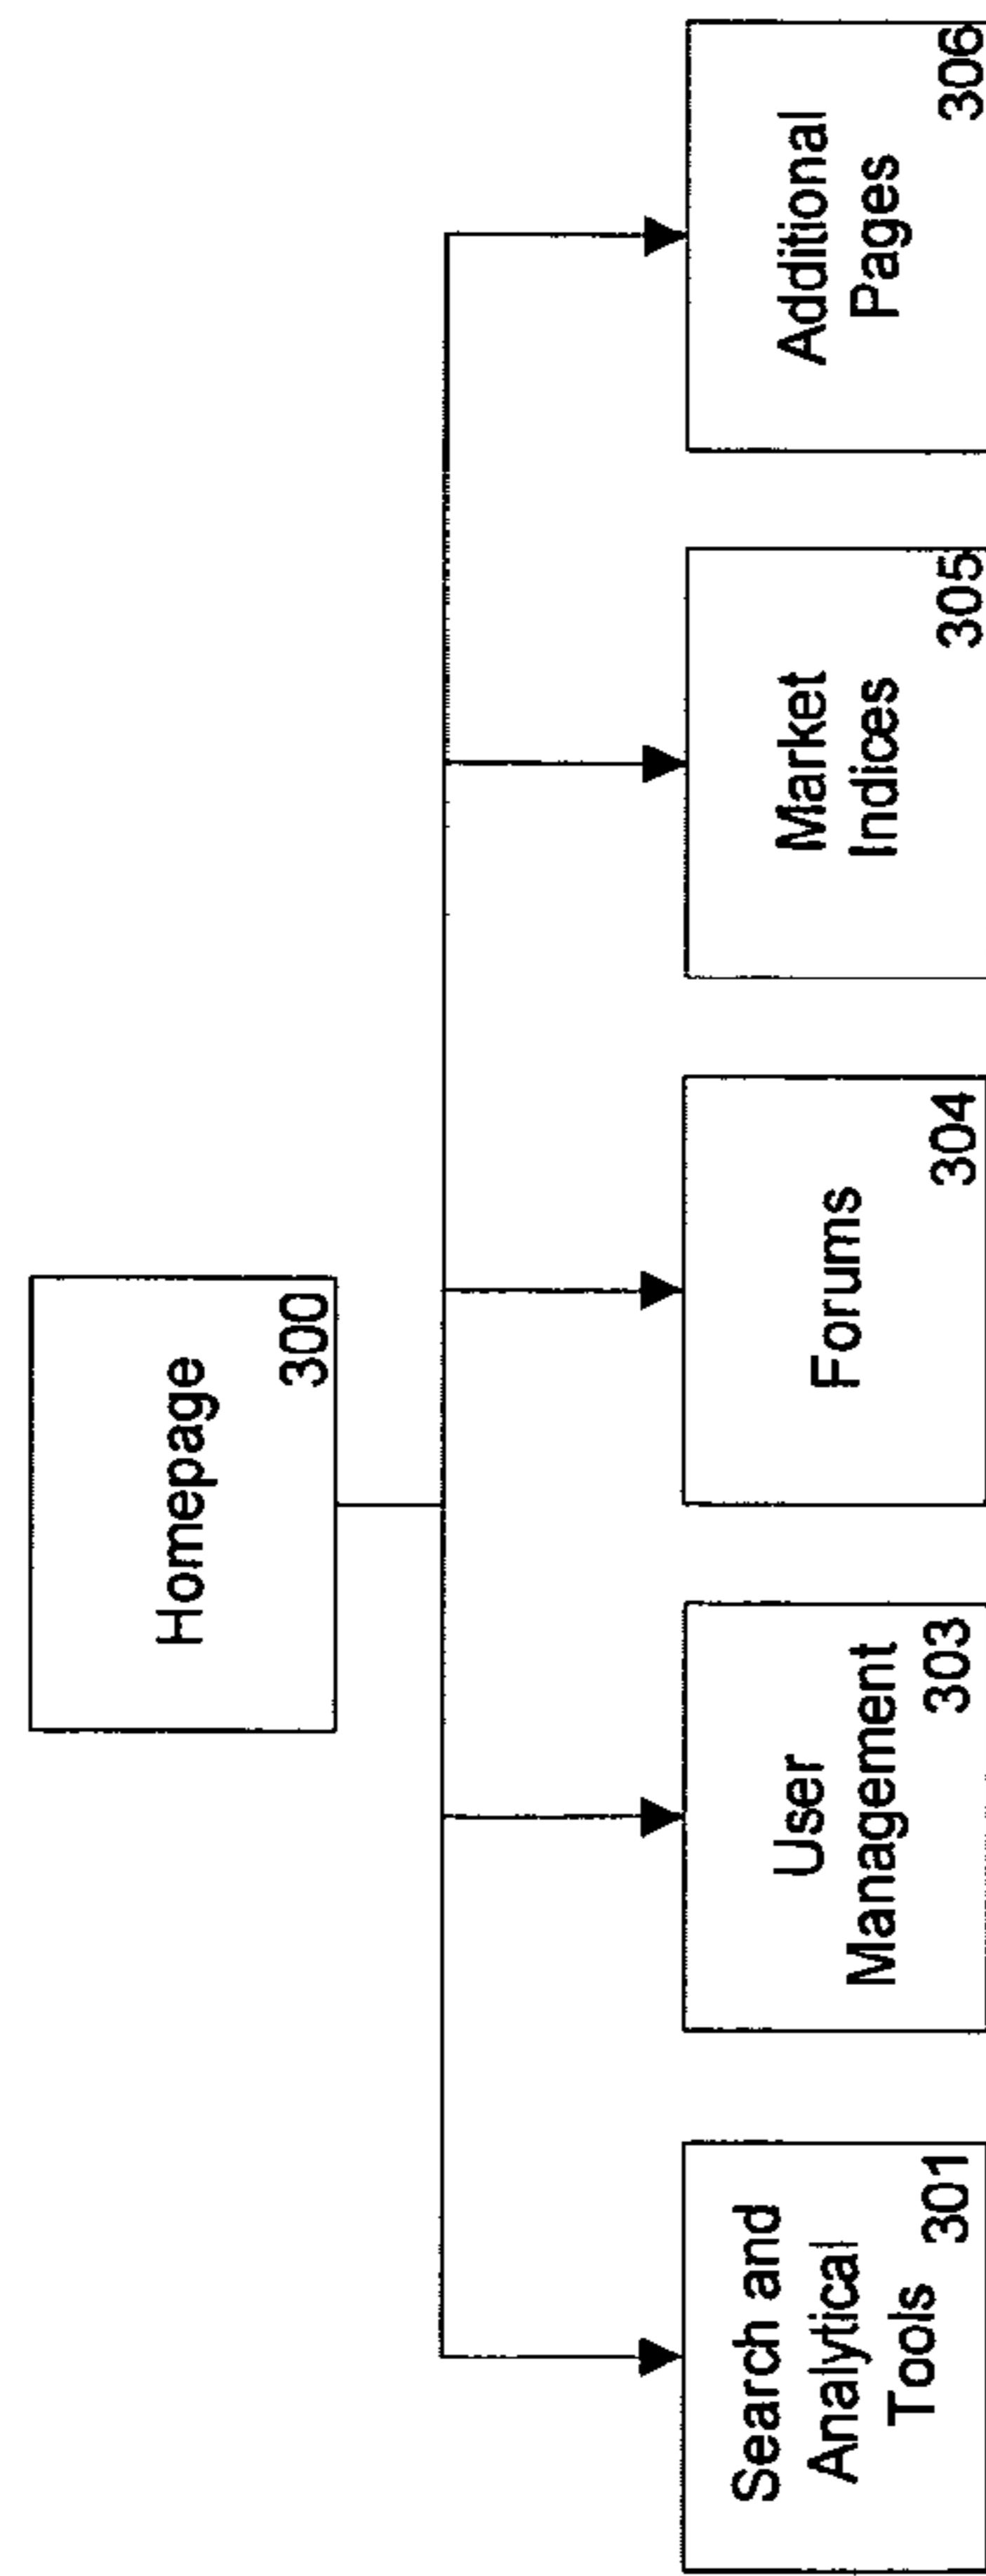 Homepage
300
Search and
Analytical
Tools
301
User
Management
303
Forums
304
Market
Indices
305
Additional
Pages
306